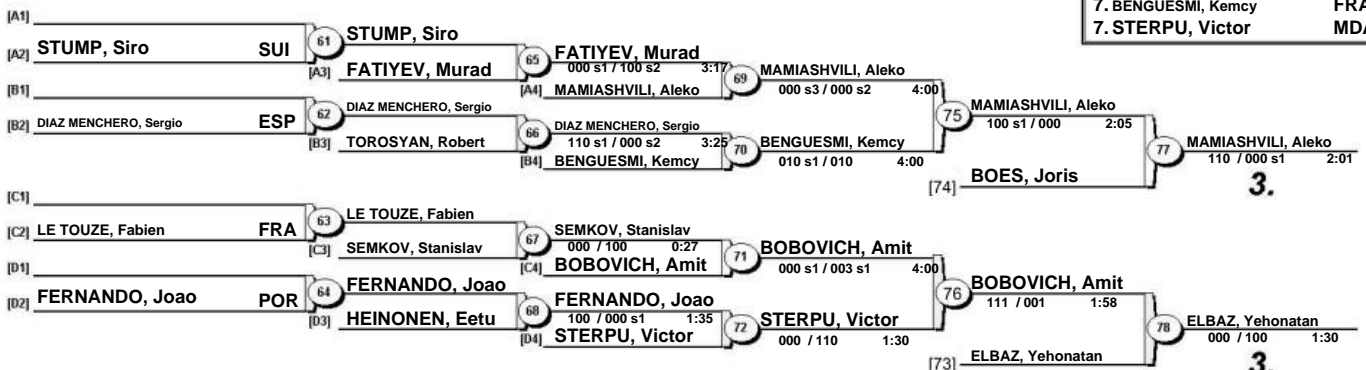 7. BENGUESMI, Kemcy FRA
7. STERPU, Victor MDA
[A1]
[A2] STUMP, Siro SUI
61 STUMP, Siro
[A3] FATIYEV, Murad
65 FATIYEV, Murad
000 s1 / 100 s2 3:17
[A4] MAMIASHVILI, Aleko
69 MAMIASHVILI, Aleko
000 s3 / 000 s2 4:00
[B1]
[B2] DIAZ MENCHERO, Sergio ESP
62 DIAZ MENCHERO, Sergio
[B3] TOROSYAN, Robert
66 DIAZ MENCHERO, Sergio
110 s1 / 000 s2 3:25
[B4] BENGUESMI, Kemcy
70 BENGUESMI, Kemcy
010 s1 / 010 4:00
75 MAMIASHVILI, Aleko
100 s1 / 000 2:05
[74] BOES, Joris
77 MAMIASHVILI, Aleko
110 / 000 s1 2:01
3.
[C1]
[C2] LE TOUZE, Fabien FRA
63 LE TOUZE, Fabien
[C3] SEMKOV, Stanislav
67 SEMKOV, Stanislav
000 / 100 0:27
[C4] BOBOVICH, Amit
71 BOBOVICH, Amit
000 s1 / 003 s1 4:00
[D1]
[D2] FERNANDO, Joao POR
64 FERNANDO, Joao
[D3] HEINONEN, Eetu
68 FERNANDO, Joao
100 / 000 s1 1:35
[D4] STERPU, Victor
72 STERPU, Victor
000 / 110 1:30
76 BOBOVICH, Amit
111 / 001 1:58
[73] ELBAZ, Yehonatan
78 ELBAZ, Yehonatan
000 / 100 1:30
3.